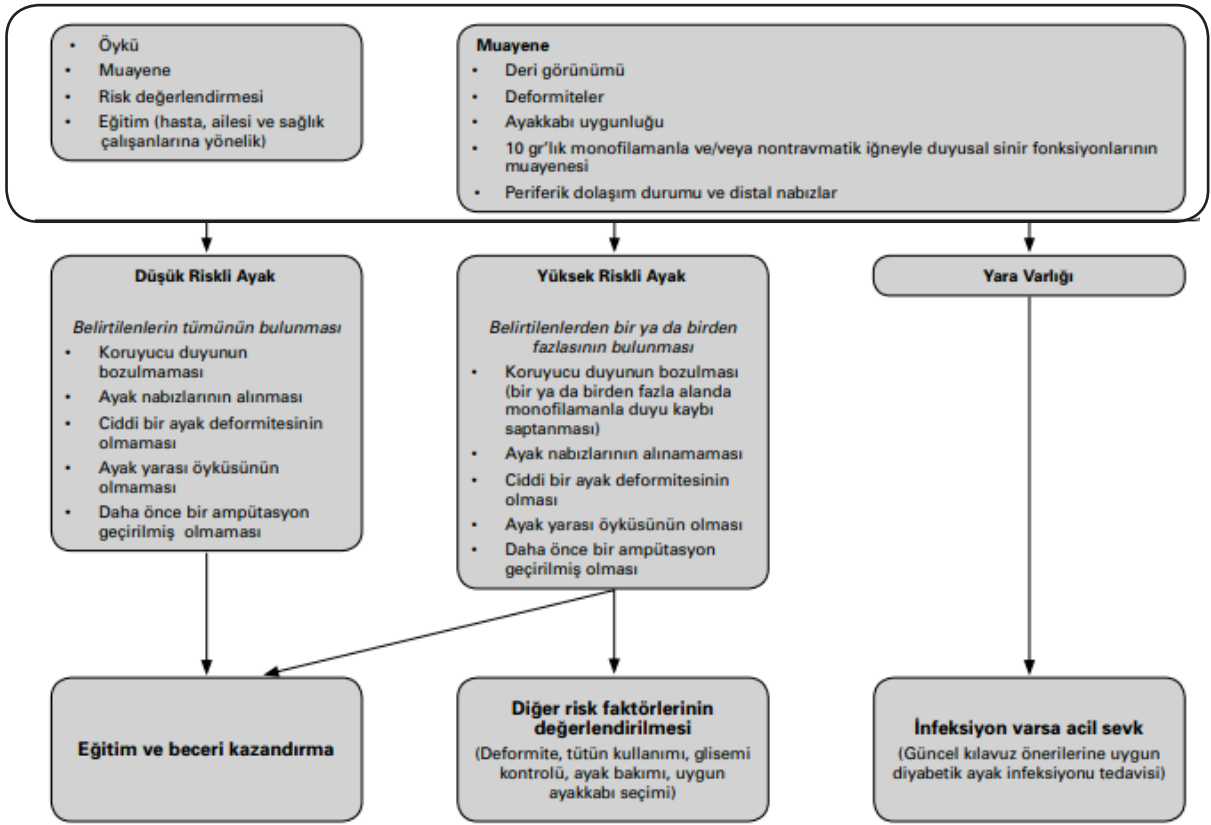 • Öykü
• Muayene
• Risk değerlendirmesi
• Eğitim (hasta, ailesi ve sağlık
çalışanlarına yönelik)
Muayene
• Deri görünümü
• Deformiteler
• Ayakkabı uygunluğu
• 10 gr’lık monofilamanla ve/veya nontravmatik iğneyle duyusal sinir fonksiyonlarının
muayenesi
• Periferik dolaşım durumu ve distal nabızlar
Düşük Riskli Ayak
Belirtilenlerin tümünün bulunması
• Koruyucu duyunun
bozulmaması
• Ayak nabızlarının alınması
• Ciddi bir ayak deformitesinin
olmaması
• Ayak yarası öyküsünün
olmaması
• Daha önce bir ampütasyon
geçirilmiş olmaması
Yüksek Riskli Ayak
Belirtilenlerden bir ya da birden
fazlasının bulunması
• Koruyucu duyunun bozulması
(bir ya da birden fazla alanda
monofilamanla duyu kaybı
saptanması)
• Ayak nabızlarının alınamaması
• Ciddi bir ayak deformitesinin
olması
• Ayak yarası öyküsünün olması
• Daha önce bir ampütasyon
geçirilmiş olması
Yara Varlığı
Eğitim ve beceri kazandırma
Diğer risk faktörlerinin
değerlendirilmesi
(Deformite, tütün kullanımı, glisemi
kontrolü, ayak bakımı, uygun
ayakkabı seçimi)
İnfeksiyon varsa acil sevk
(Güncel kılavuz önerilerine uygun
diyabetik ayak infeksiyonu tedavisi)